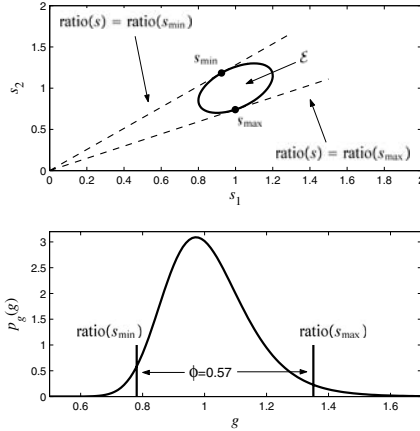 ratio(s) = ratio(s_min)
s_min
ℰ
s_max
ratio(s) = ratio(s_max)
s_2
2
1.5
1
0.5
0
0 0.2 0.4 0.6 0.8 1 1.2 1.4 1.6 1.8 2
s_1
p_g(g)
3
2.5
2
1.5
1
0.5
0
ratio(s_min)
ratio(s_max)
ϕ=0.57
0.6 0.8 1 1.2 1.4 1.6
g